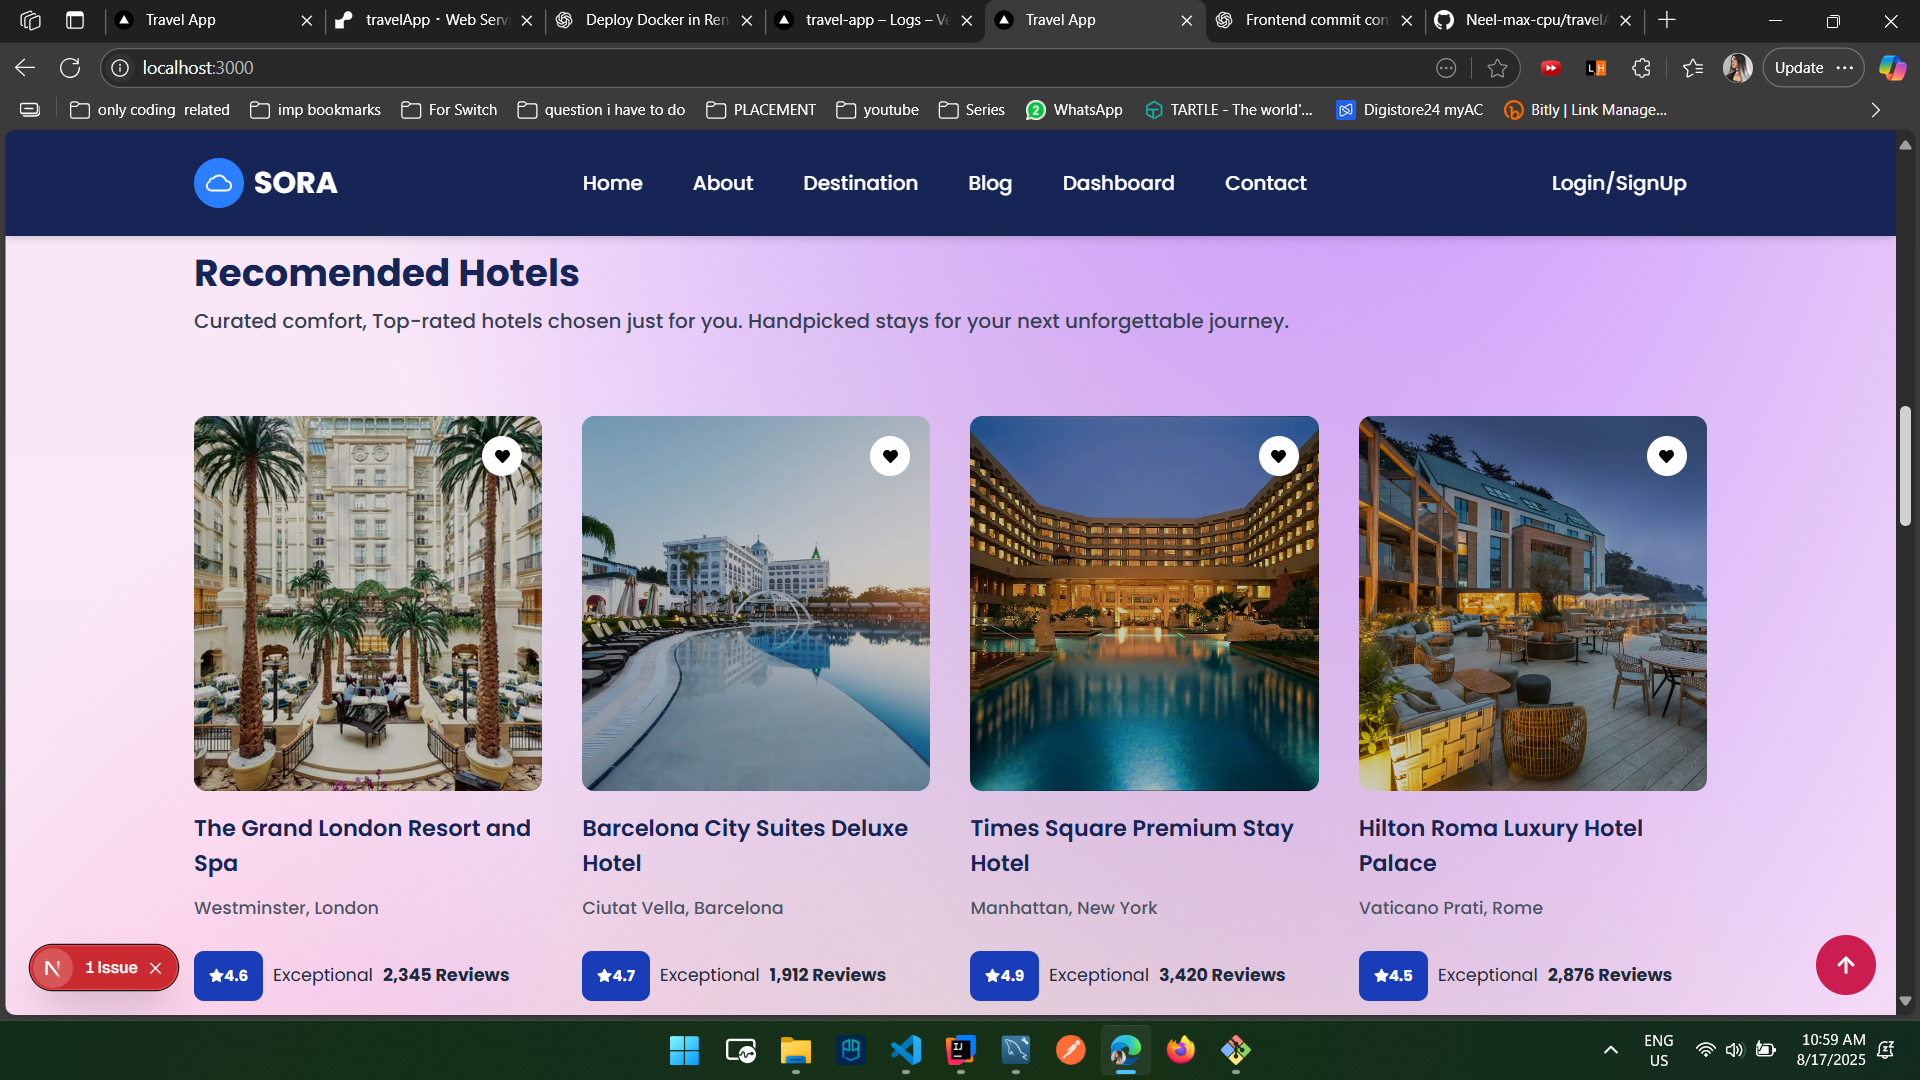 Travel App
travelApp · Web Serv
Deploy Docker in Ren
travel-app – Logs – Ve
Travel App
Frontend commit con
Neel-max-cpu/travelA
localhost:3000
Update
only coding related
imp bookmarks
For Switch
question i have to do
PLACEMENT
youtube
Series
2
WhatsApp
TARTLE - The world'...
Digistore24 myAC
Bitly | Link Manage...
SORA
Home
About
Destination
Blog
Dashboard
Contact
Login/SignUp
Recomended Hotels
Curated comfort, Top-rated hotels chosen just for you. Handpicked stays for your next unforgettable journey.
The Grand London Resort and
Spa
Westminster, London
4.6 Exceptional 2,345 Reviews
Barcelona City Suites Deluxe
Hotel
Ciutat Vella, Barcelona
4.7 Exceptional 1,912 Reviews
Times Square Premium Stay
Hotel
Manhattan, New York
4.9 Exceptional 3,420 Reviews
Hilton Roma Luxury Hotel
Palace
Vaticano Prati, Rome
4.5 Exceptional 2,876 Reviews
N 1 Issue
ENG
US
10:59 AM
8/17/2025